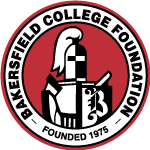 BAKERSFIELD COLLEGE FOUNDATION
B
– FOUNDED 1975 –